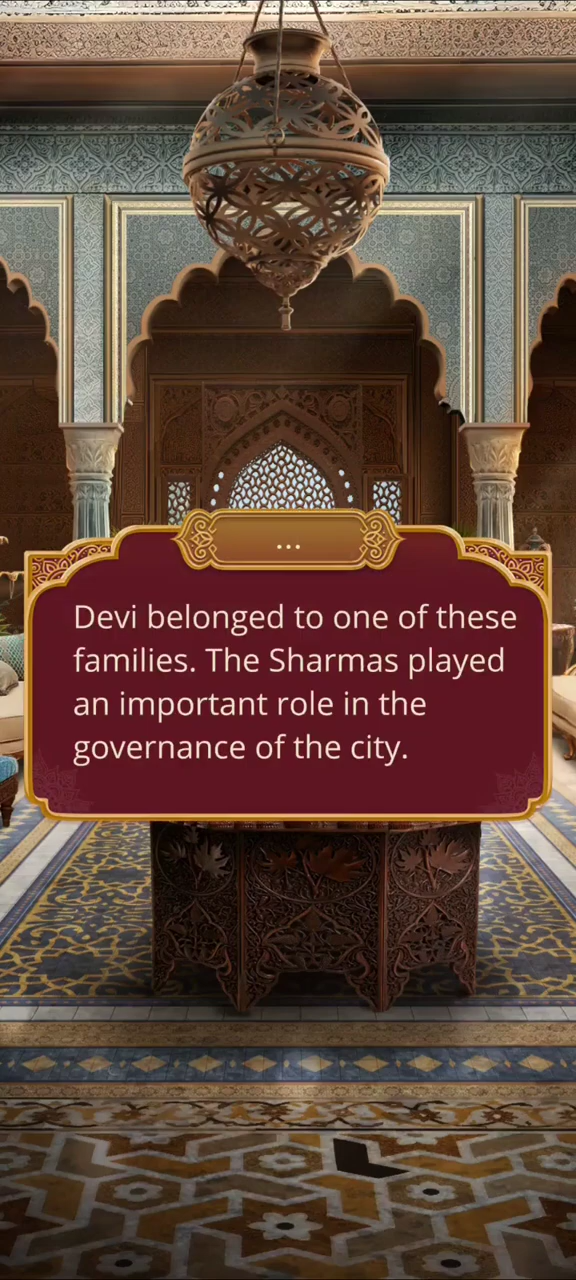 ...
Devi belonged to one of these
families. The Sharmas played
an important role in the
governance of the city.